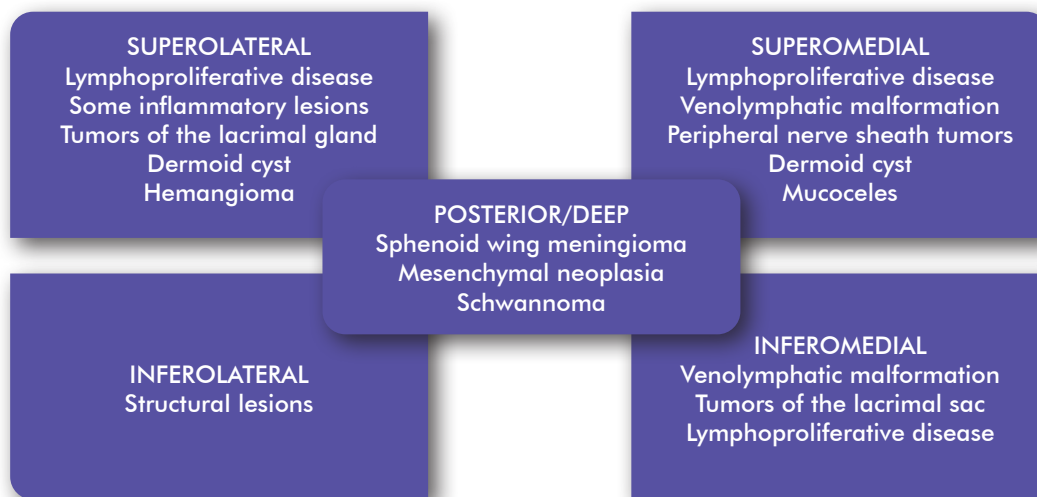 SUPEROLATERAL
Lymphoproliferative disease
Some inflammatory lesions
Tumors of the lacrimal gland
Dermoid cyst
Hemangioma
SUPEROMEDIAL
Lymphoproliferative disease
Venolymphatic malformation
Peripheral nerve sheath tumors
Dermoid cyst
Mucoceles
POSTERIOR/DEEP
Sphenoid wing meningioma
Mesenchymal neoplasia
Schwannoma
INFEROLATERAL
Structural lesions
INFEROMEDIAL
Venolymphatic malformation
Tumors of the lacrimal sac
Lymphoproliferative disease